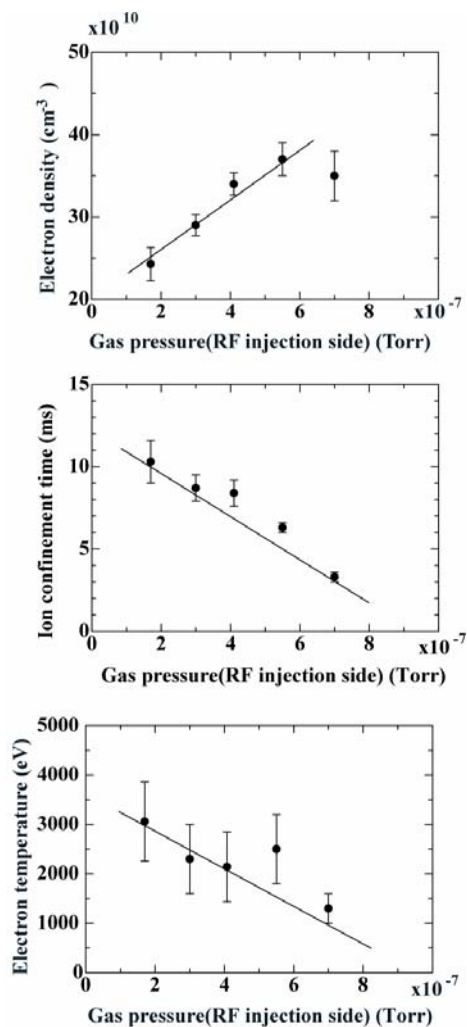 x10^10
50
40
30
20
Electron density (cm^-3)
0 2 4 6 8
x10^-7
Gas pressure(RF injection side) (Torr)
15
10
5
0
Ion confinement time (ms)
0 2 4 6 8
x10^-7
Gas pressure(RF injection side) (Torr)
5000
4000
3000
2000
1000
0
Electron temperature (eV)
0 2 4 6 8
x10^-7
Gas pressure(RF injection side) (Torr)